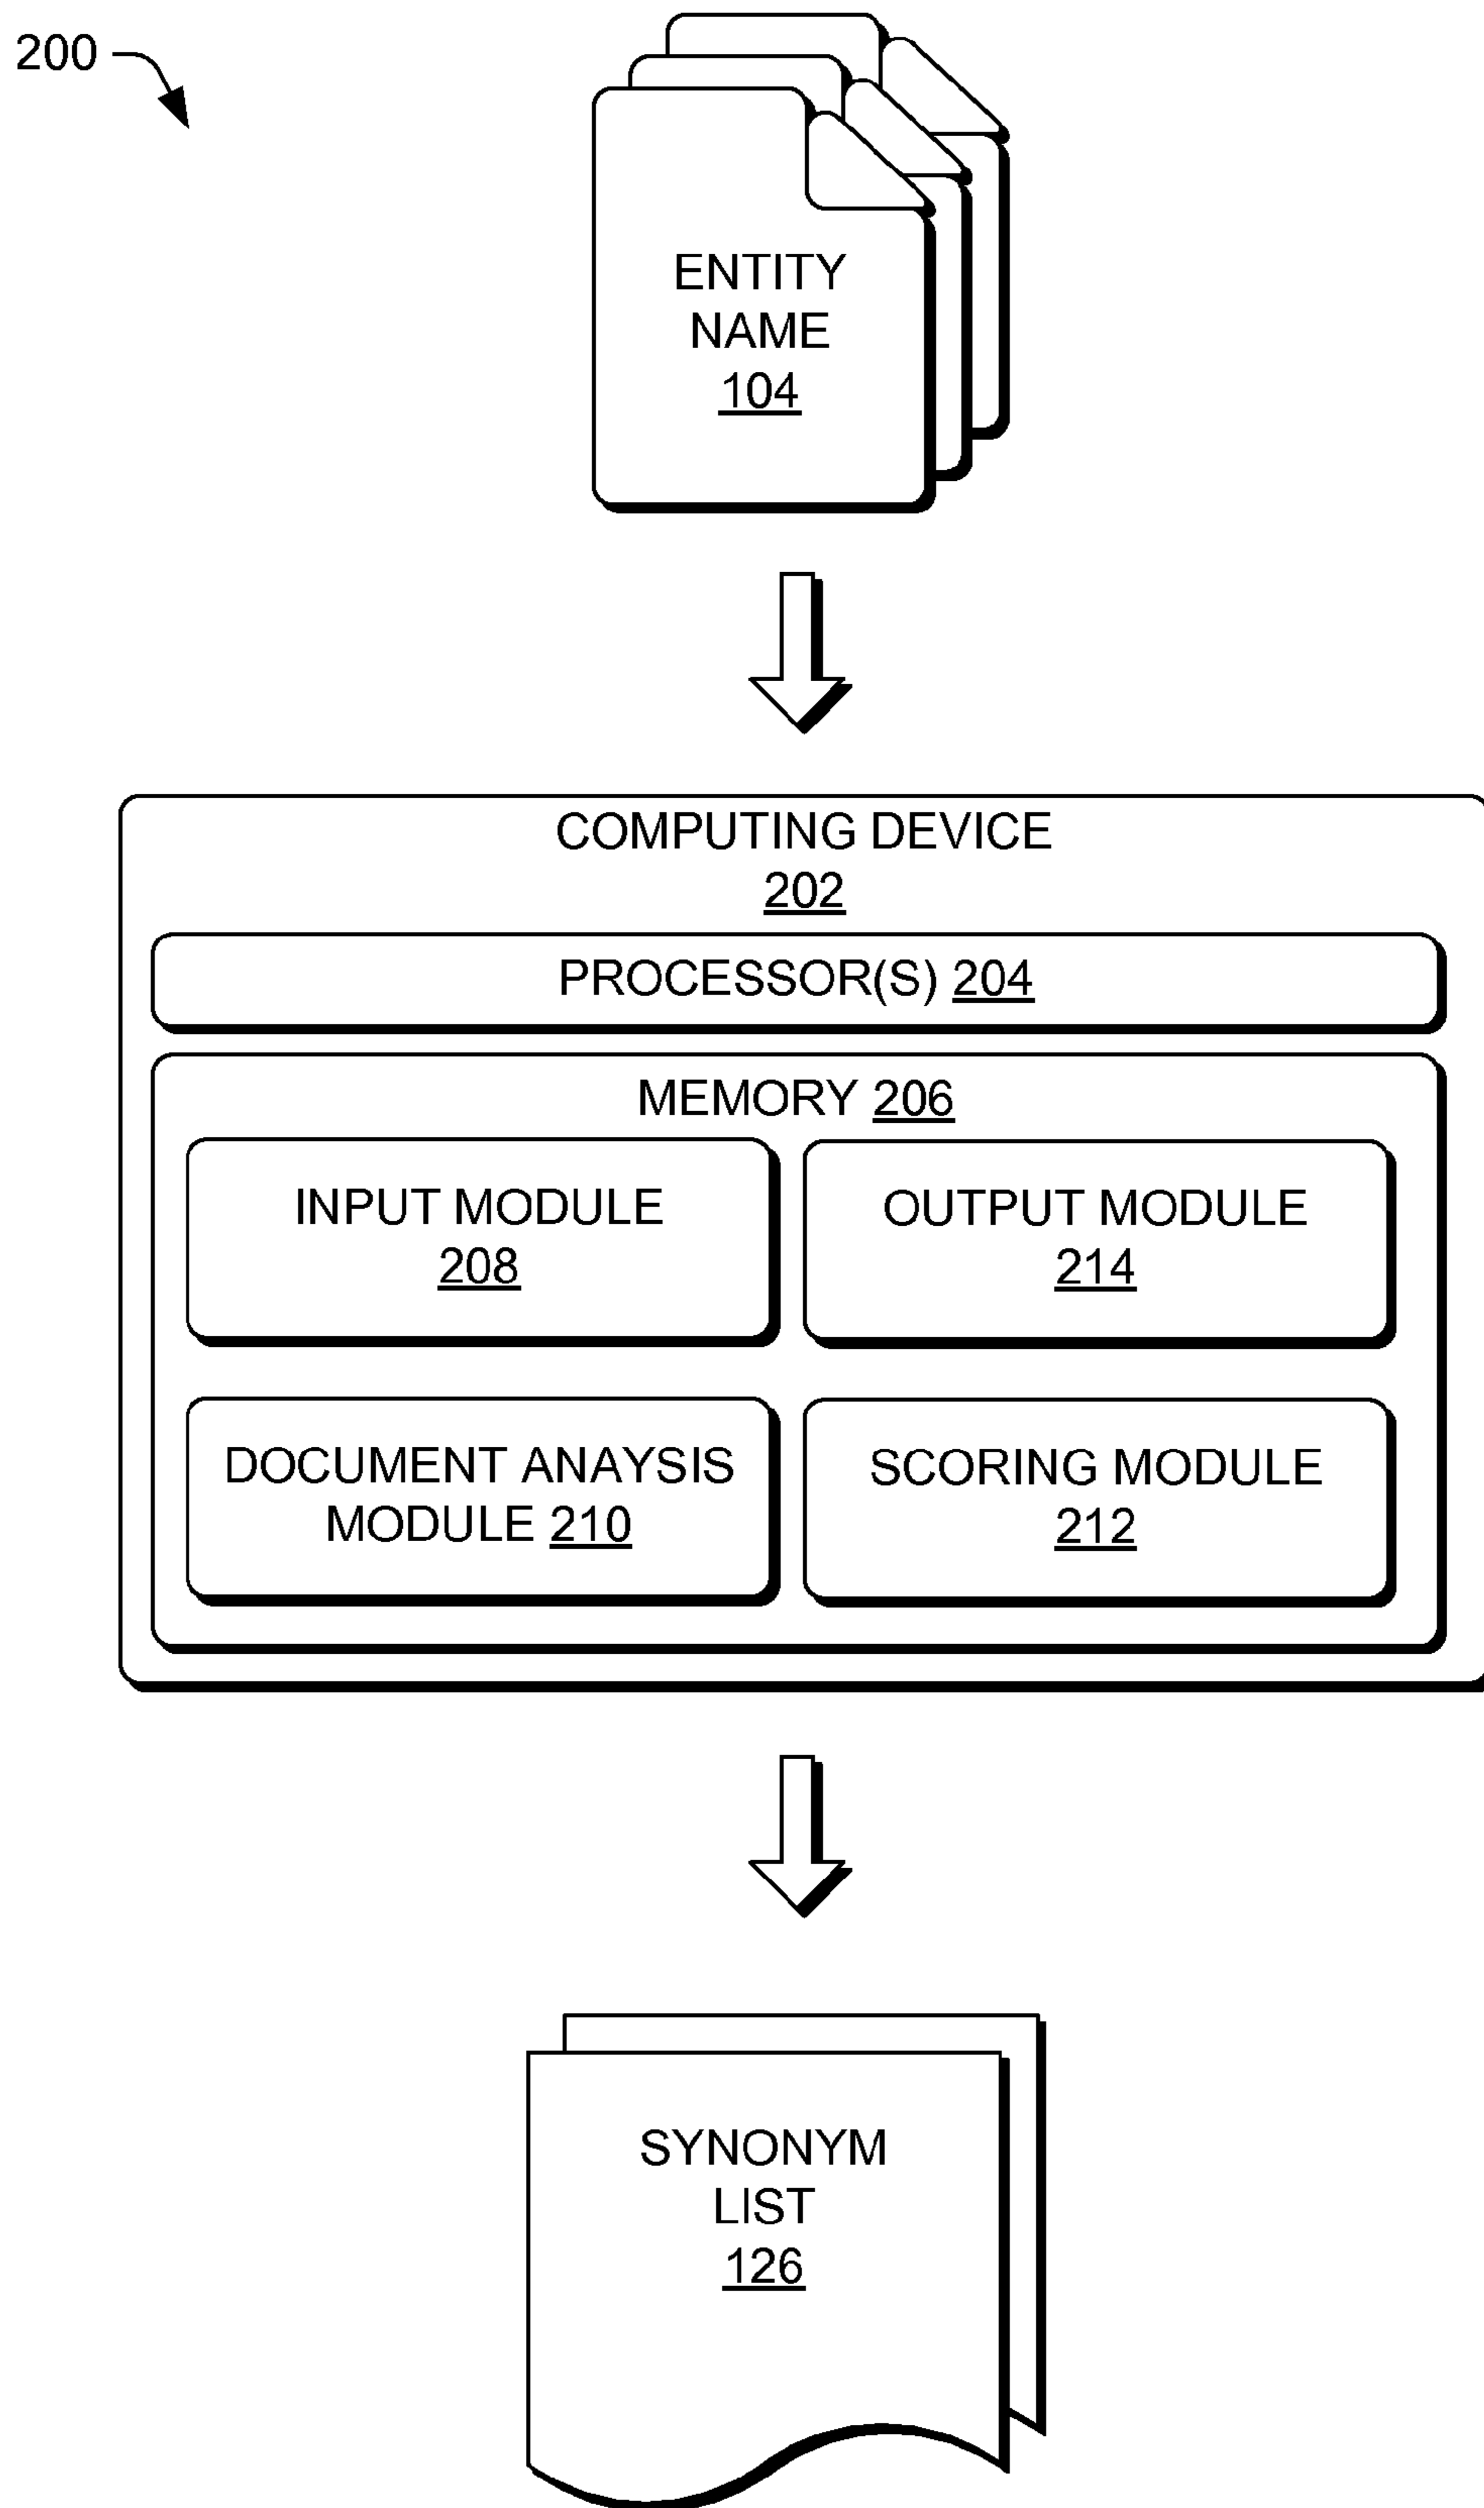 200
ENTITY
NAME
104
COMPUTING DEVICE
202
PROCESSOR(S) 204
MEMORY 206
INPUT MODULE
208
OUTPUT MODULE
214
DOCUMENT ANAYSIS
MODULE 210
SCORING MODULE
212
SYNONYM
LIST
126